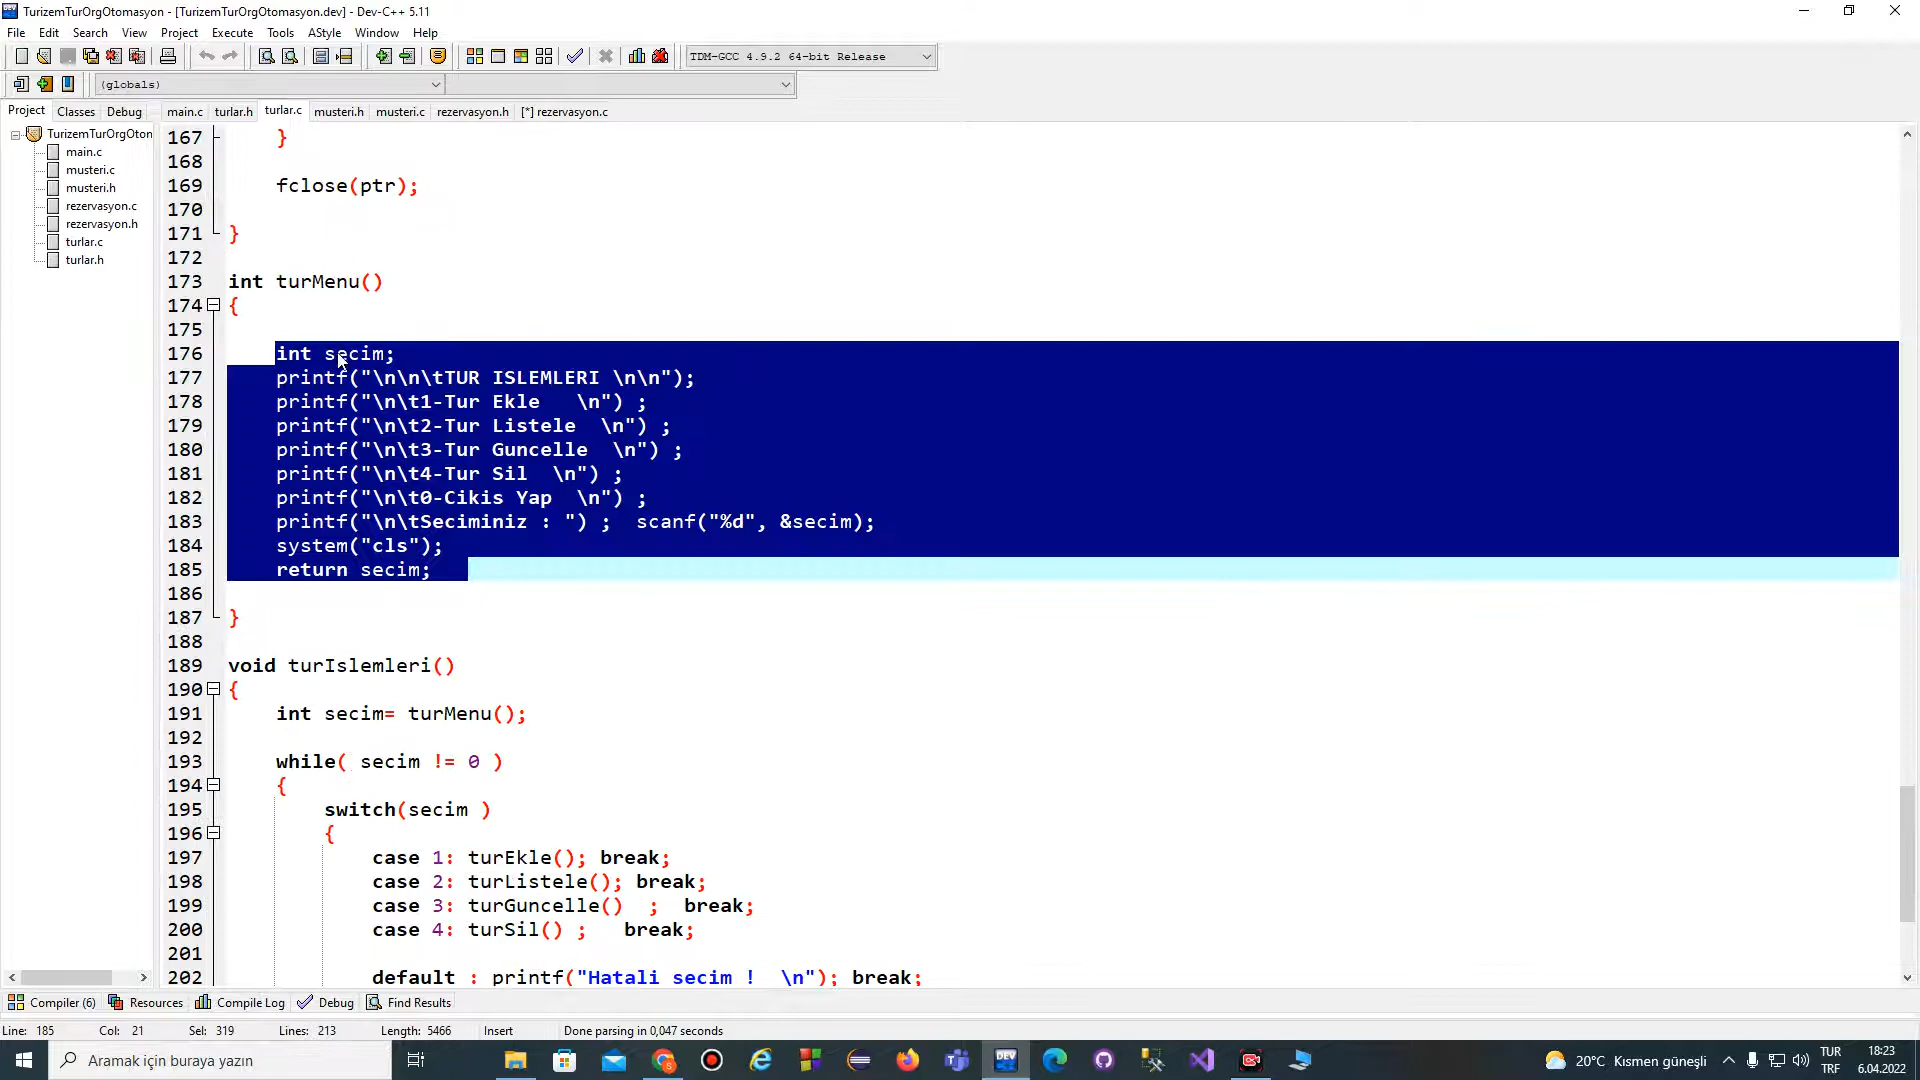 TurizemTurOrgOtomasyon - [TurizemTurOrgOtomasyon.dev] - Dev-C++ 5.11
File Edit Search View Project Execute Tools AStyle Window Help
TDM-GCC 4.9.2 64-bit Release
(globals)
Project Classes Debug main.c turlar.h turlar.c musteri.h musteri.c rezervasyon.h [*] rezervasyon.c
TurizemTurOrgOton
main.c
musteri.c
musteri.h
rezervasyon.c
rezervasyon.h
turlar.c
turlar.h
167 }
168
169 fclose(ptr);
170
171 }
172
173 int turMenu()
174 {
175
176 int secim;
177 printf("\n\n\tTUR ISLEMLERI \n\n");
178 printf("\n\t1-Tur Ekle   \n") ;
179 printf("\n\t2-Tur Listele  \n") ;
180 printf("\n\t3-Tur Guncelle  \n") ;
181 printf("\n\t4-Tur Sil  \n") ;
182 printf("\n\t0-Cikis Yap  \n") ;
183 printf("\n\tSeciminiz : ") ;  scanf("%d", &secim);
184 system("cls");
185 return secim;
186
187 }
188
189 void turIslemleri()
190 {
191 int secim= turMenu();
192
193 while( secim != 0 )
194 {
195 switch(secim )
196 {
197 case 1: turEkle(); break;
198 case 2: turListele(); break;
199 case 3: turGuncelle()  ;  break;
200 case 4: turSil() ;   break;
201
202 default : printf("Hatali secim !  \n"); break;
Compiler (6) Resources Compile Log Debug Find Results
Line: 185 Col: 21 Sel: 319 Lines: 213 Length: 5466 Insert Done parsing in 0,047 seconds
Aramak için buraya yazın
DEV
20°C Kısmen güneşli
TUR
TRF
18:23
6.04.2022